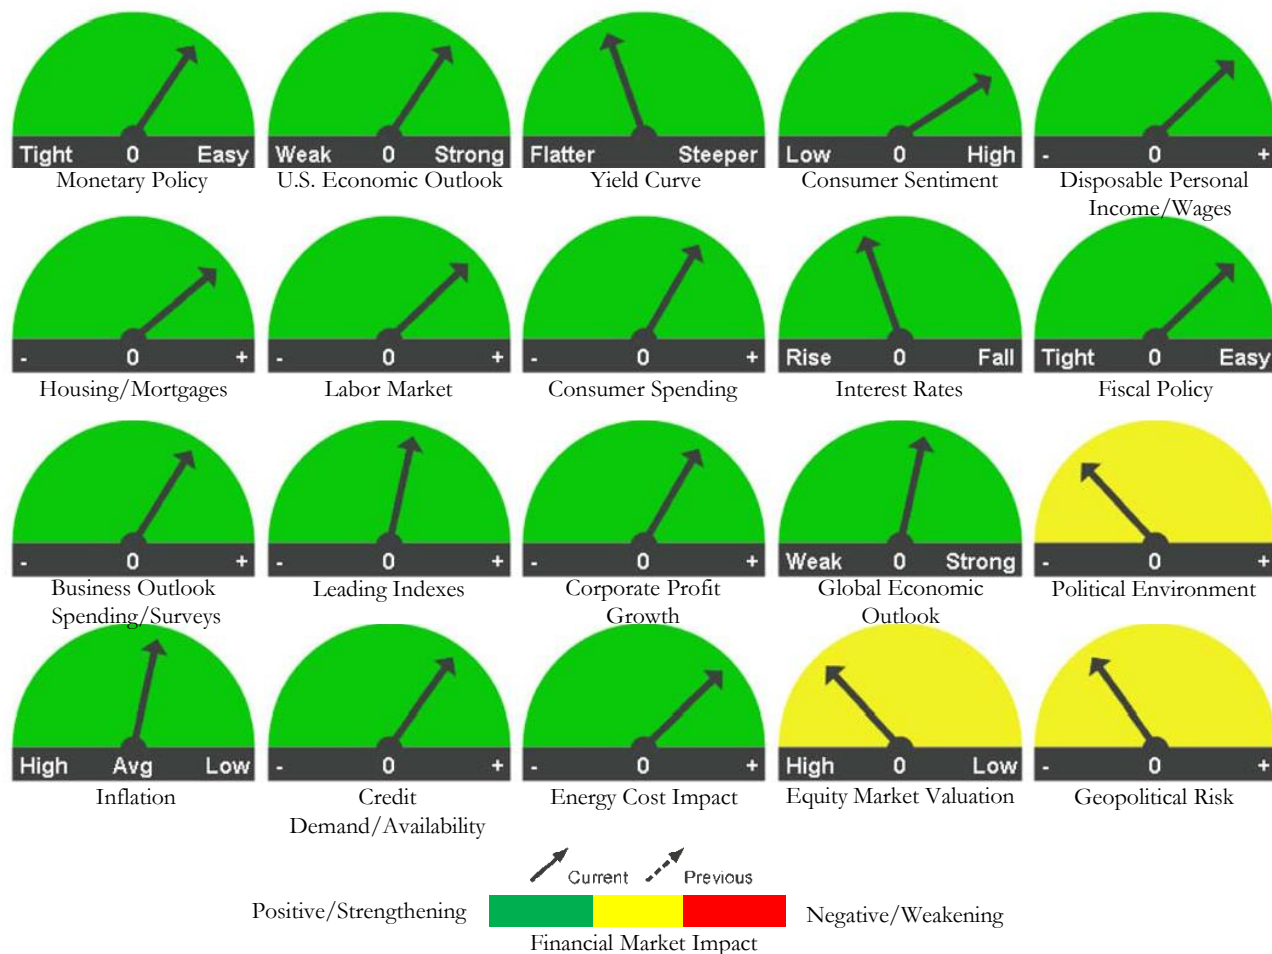 Tight 0 Easy
Weak 0 Strong
Flatter Steeper
Low 0 High
- 0 +
Monetary Policy
U.S. Economic Outlook
Yield Curve
Consumer Sentiment
Disposable Personal
Income/Wages
- 0 +
- 0 +
- 0 +
Rise 0 Fall
Tight 0 Easy
Housing/Mortgages
Labor Market
Consumer Spending
Interest Rates
Fiscal Policy
- 0 +
- 0 +
- 0 +
Weak 0 Strong
- 0 +
Business Outlook
Spending/Surveys
Leading Indexes
Corporate Profit
Growth
Global Economic
Outlook
Political Environment
High Avg Low
- 0 +
- 0 +
High 0 Low
- 0 +
Inflation
Credit
Demand/Availability
Energy Cost Impact
Equity Market Valuation
Geopolitical Risk
Current Previous
Positive/Strengthening
Negative/Weakening
Financial Market Impact